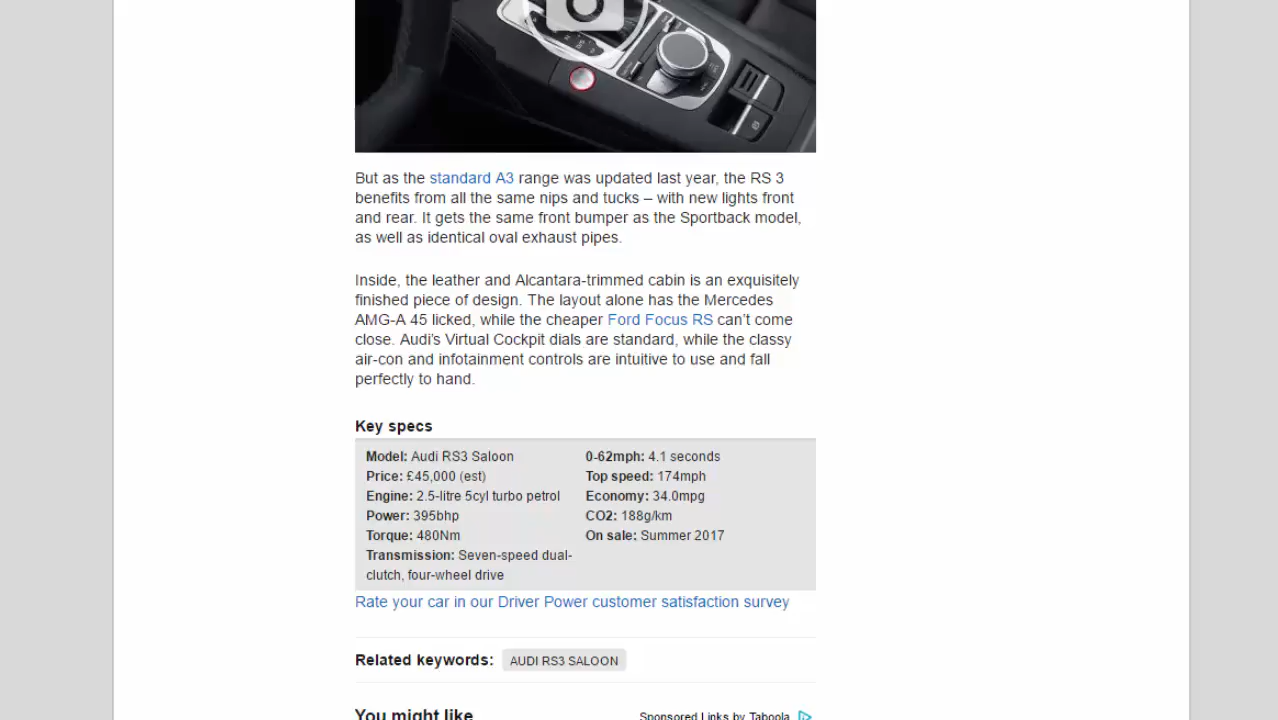 But as the standard A3 range was updated last year, the RS 3
benefits from all the same nips and tucks – with new lights front
and rear. It gets the same front bumper as the Sportback model,
as well as identical oval exhaust pipes.
Inside, the leather and Alcantara-trimmed cabin is an exquisitely
finished piece of design. The layout alone has the Mercedes
AMG-A 45 licked, while the cheaper Ford Focus RS can’t come
close. Audi’s Virtual Cockpit dials are standard, while the classy
air-con and infotainment controls are intuitive to use and fall
perfectly to hand.
Key specs
Model: Audi RS3 Saloon
Price: £45,000 (est)
Engine: 2.5-litre 5cyl turbo petrol
Power: 395bhp
Torque: 480Nm
Transmission: Seven-speed dual-
clutch, four-wheel drive
0-62mph: 4.1 seconds
Top speed: 174mph
Economy: 34.0mpg
CO2: 188g/km
On sale: Summer 2017
Rate your car in our Driver Power customer satisfaction survey
Related keywords: AUDI RS3 SALOON
You might like
Sponsored Links by Taboola